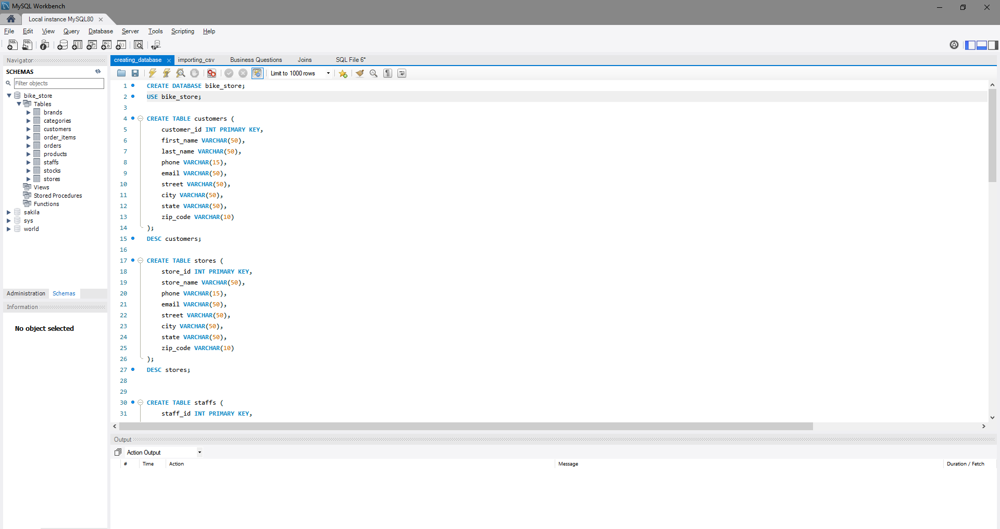 MySQL Workbench
Local instance MySQL80
File Edit View Query Database Server Tools Scripting Help
Navigator
SCHEMAS
Filter objects
bike_store
Tables
brands
categories
customers
order_items
orders
products
staffs
stocks
stores
Views
Stored Procedures
Functions
sakila
sys
world
Administration Schemas
Information
No object selected
creating_database importing_csv Business Questions Joins SQL File 6*
Limit to 1000 rows
1 CREATE DATABASE bike_store;
2 USE bike_store;
3
4 CREATE TABLE customers (
5 customer_id INT PRIMARY KEY,
6 first_name VARCHAR(50),
7 last_name VARCHAR(50),
8 phone VARCHAR(15),
9 email VARCHAR(50),
10 street VARCHAR(50),
11 city VARCHAR(50),
12 state VARCHAR(50),
13 zip_code VARCHAR(10)
14 );
15 DESC customers;
16
17 CREATE TABLE stores (
18 store_id INT PRIMARY KEY,
19 store_name VARCHAR(50),
20 phone VARCHAR(15),
21 email VARCHAR(50),
22 street VARCHAR(50),
23 city VARCHAR(50),
24 state VARCHAR(50),
25 zip_code VARCHAR(10)
26 );
27 DESC stores;
28
29
30 CREATE TABLE staffs (
31 staff_id INT PRIMARY KEY,
Output
Action Output
# Time Action Message Duration / Fetch